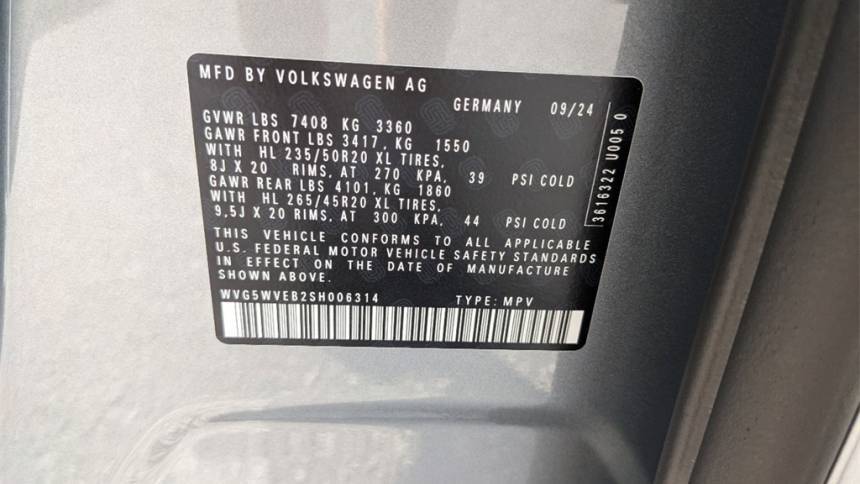 MFD BY VOLKSWAGEN AG
GERMANY 09/24
GVWR LBS 7408 KG 3360
GAWR FRONT LBS 3417, KG 1550
WITH HL 235/50R20 XL TIRES,
8J X 20 RIMS, AT 270 KPA, 39 PSI COLD
GAWR REAR LBS 4101, KG 1860
WITH HL 265/45R20 XL TIRES,
9,5J X 20 RIMS, AT 300 KPA, 44 PSI COLD
THIS VEHICLE CONFORMS TO ALL APPLICABLE
U.S. FEDERAL MOTOR VEHICLE SAFETY STANDARDS
IN EFFECT ON THE DATE OF MANUFACTURE
SHOWN ABOVE.
WVG5WVEB2SH006314 TYPE: MPV
3616322 U005 0